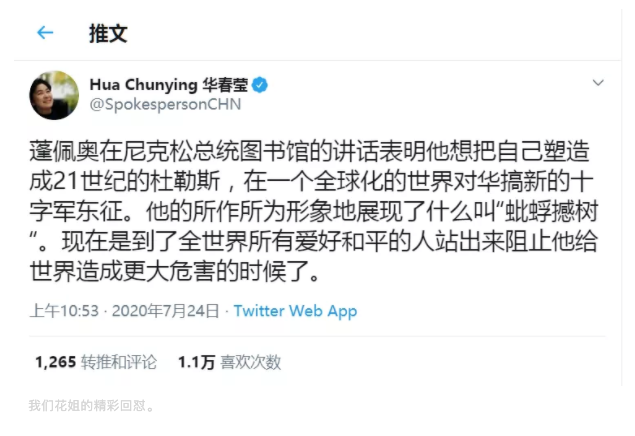 推文
Hua Chunying 华春莹
@SpokespersonCHN
蓬佩奥在尼克松总统图书馆的讲话表明他想把自己塑造
成21世纪的杜勒斯，在一个全球化的世界对华搞新的十
字军东征。他的所作所为形象地展现了什么叫“蚍蜉撼树
“。现在是到了全世界所有爱好和平的人站出来阻止他给
世界造成更大危害的时候了。
上午10:53 · 2020年7月24日 · Twitter Web App
1,265 转推和评论 1.1万 喜欢次数
我们花姐的精彩回怼。